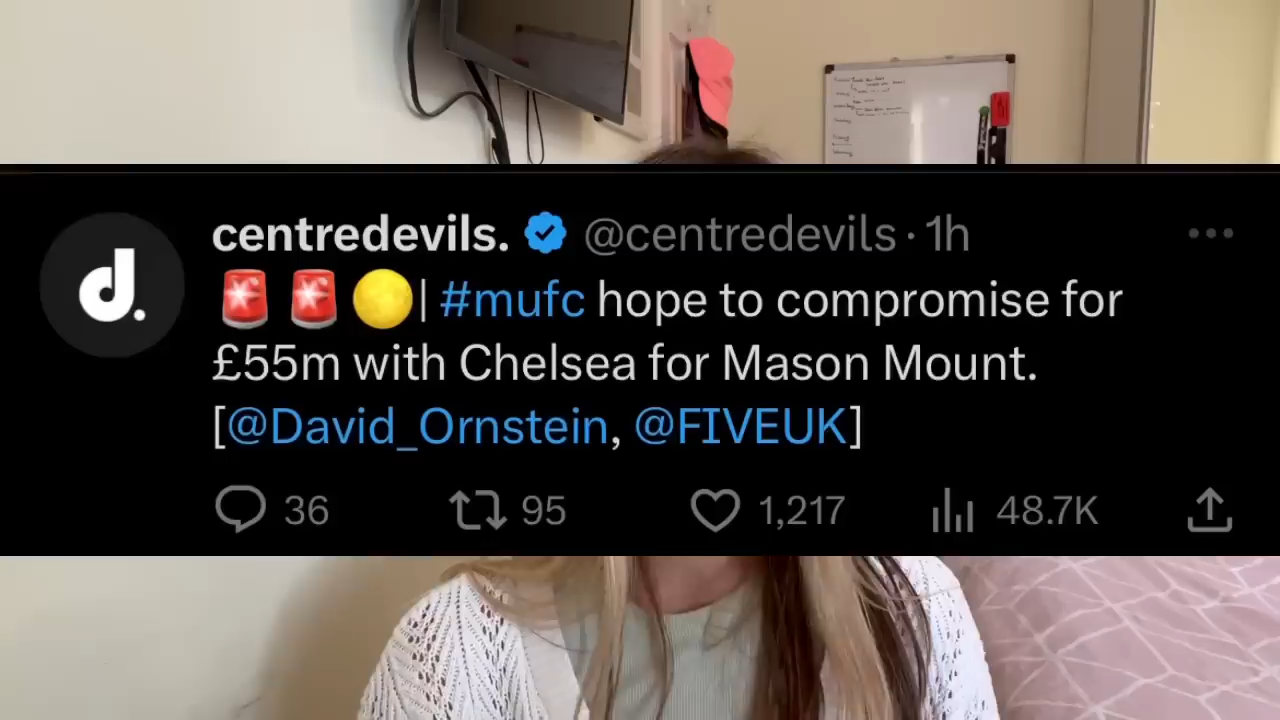 centredevils. @centredevils · 1h
🚨🚨🟡| #mufc hope to compromise for
£55m with Chelsea for Mason Mount.
[@David_Ornstein, @FIVEUK]
36 95 1,217 48.7K